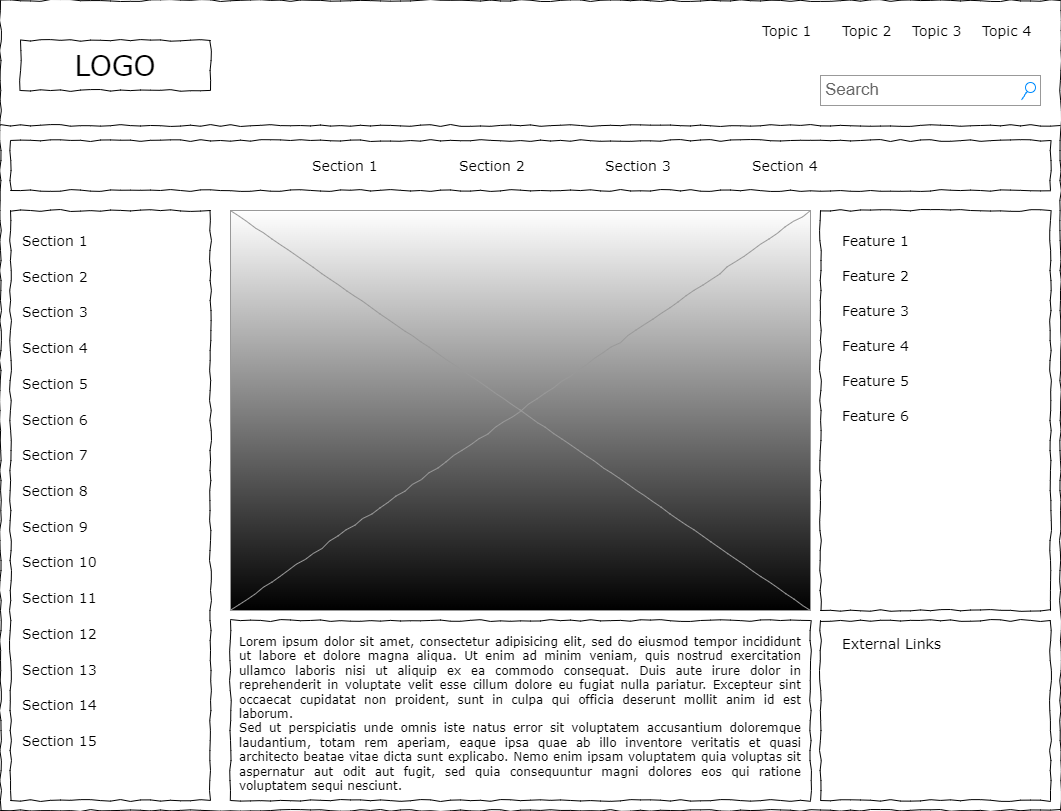 Topic 1 Topic 2 Topic 3 Topic 4
LOGO
Search
Section 1 Section 2 Section 3 Section 4
Section 1
Section 2
Section 3
Section 4
Section 5
Section 6
Section 7
Section 8
Section 9
Section 10
Section 11
Section 12
Section 13
Section 14
Section 15
Lorem ipsum dolor sit amet, consectetur adipisicing elit, sed do eiusmod tempor incididunt
ut labore et dolore magna aliqua. Ut enim ad minim veniam, quis nostrud exercitation
ullamco laboris nisi ut aliquip ex ea commodo consequat. Duis aute irure dolor in
reprehenderit in voluptate velit esse cillum dolore eu fugiat nulla pariatur. Excepteur sint
occaecat cupidatat non proident, sunt in culpa qui officia deserunt mollit anim id est
laborum.
Sed ut perspiciatis unde omnis iste natus error sit voluptatem accusantium doloremque
laudantium, totam rem aperiam, eaque ipsa quae ab illo inventore veritatis et quasi
architecto beatae vitae dicta sunt explicabo. Nemo enim ipsam voluptatem quia voluptas sit
aspernatur aut odit aut fugit, sed quia consequuntur magni dolores eos qui ratione
voluptatem sequi nesciunt.
Feature 1
Feature 2
Feature 3
Feature 4
Feature 5
Feature 6
External Links